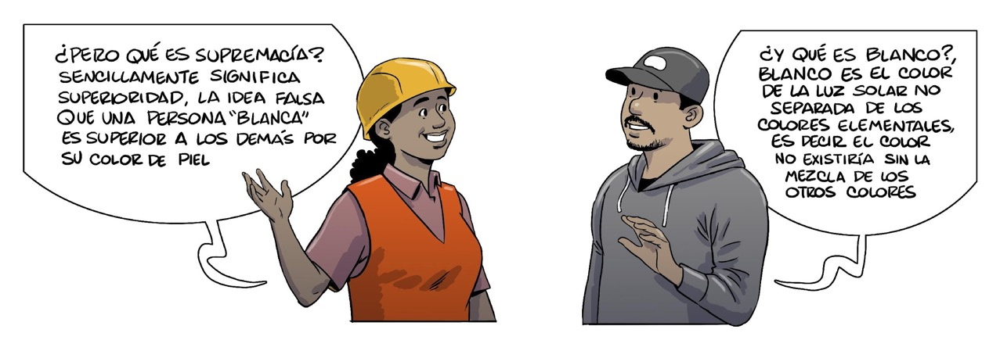 ¿PERO QUÉ ES SUPREMACÍA?
SENCILLAMENTE SIGNIFICA
SUPERIORIDAD, LA IDEA FALSA
QUE UNA PERSONA "BLANCA"
ES SUPERIOR A LOS DEMÁS POR
SU COLOR DE PIEL
¿Y QUÉ ES BLANCO?,
BLANCO ES EL COLOR
DE LA LUZ SOLAR NO
SEPARADA DE LOS
COLORES ELEMENTALES,
ES DECIR EL COLOR
NO EXISTIRÍA SIN LA
MEZCLA DE LOS
OTROS COLORES